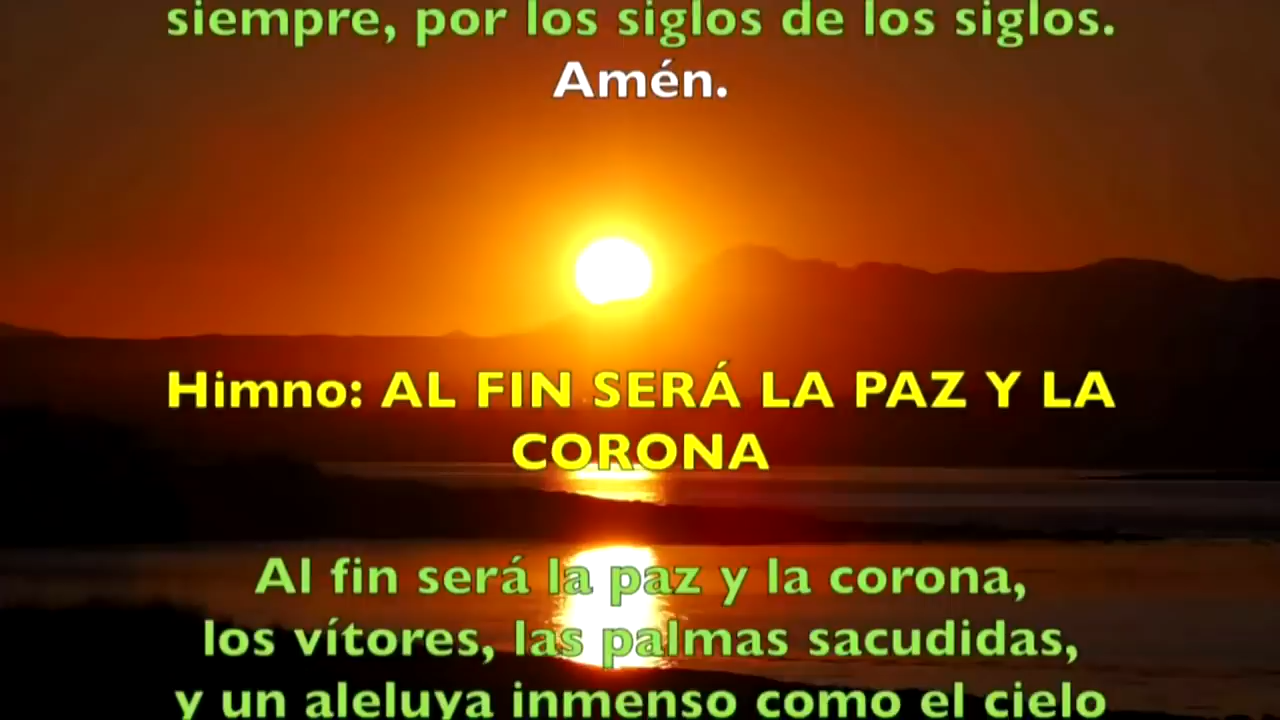 siempre, por los siglos de los siglos.
Amén.
Himno: AL FIN SERÁ LA PAZ Y LA
CORONA
Al fin será la paz y la corona,
los vítores, las palmas sacudidas,
y un aleluya inmenso como el cielo